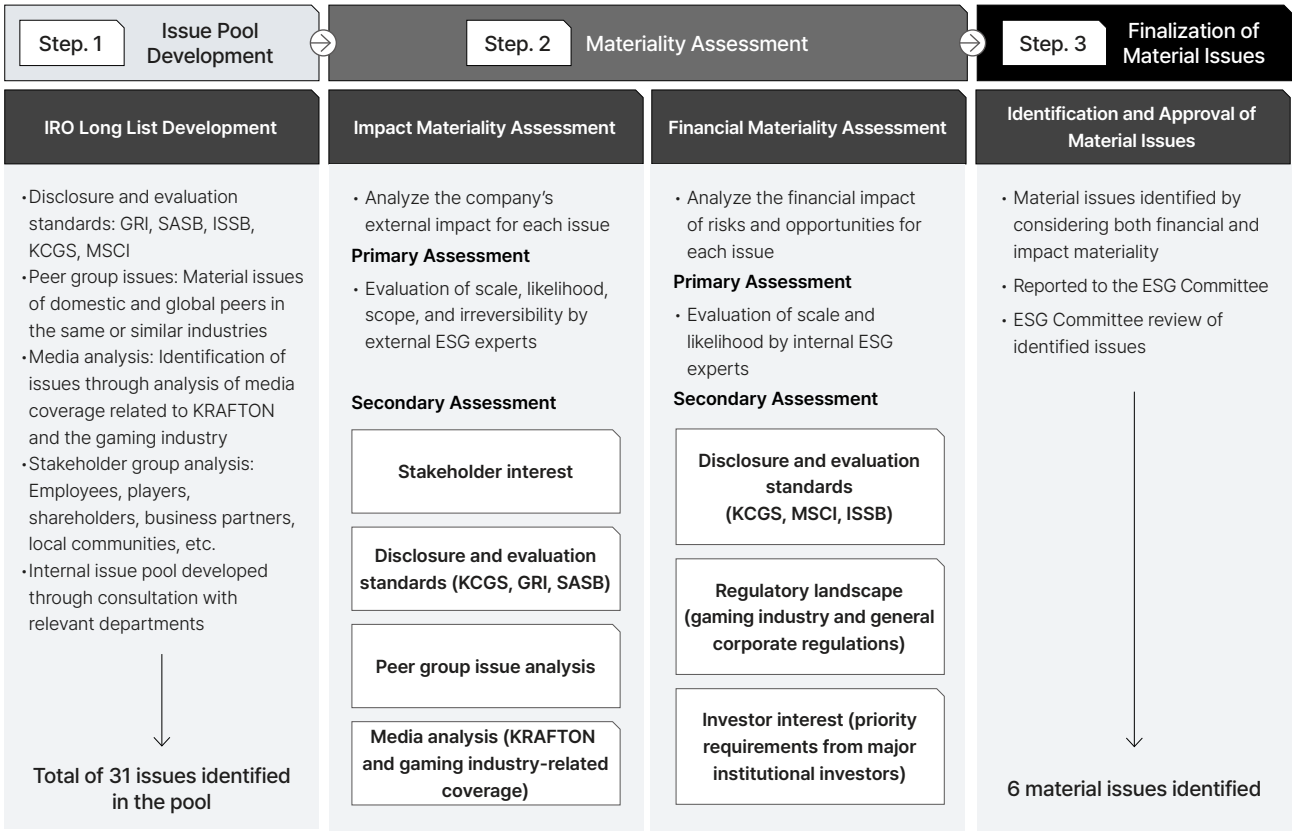 Step. 1
Issue Pool
Development
Step. 2
Materiality Assessment
Step. 3
Finalization of
Material Issues
IRO Long List Development
•Disclosure and evaluation
standards: GRI, SASB, ISSB,
KCGS, MSCI
•Peer group issues: Material issues
of domestic and global peers in
the same or similar industries
•Media analysis: Identification of
issues through analysis of media
coverage related to KRAFTON
and the gaming industry
•Stakeholder group analysis:
Employees, players,
shareholders, business partners,
local communities, etc.
•Internal issue pool developed
through consultation with
relevant departments
Total of 31 issues identified
in the pool
Impact Materiality Assessment
• Analyze the company's
external impact for each issue
Primary Assessment
• Evaluation of scale, likelihood,
scope, and irreversibility by
external ESG experts
Secondary Assessment
Stakeholder interest
Disclosure and evaluation
standards (KCGS, GRI, SASB)
Peer group issue analysis
Media analysis (KRAFTON
and gaming industry-related
coverage)
Financial Materiality Assessment
• Analyze the financial impact
of risks and opportunities for
each issue
Primary Assessment
• Evaluation of scale and
likelihood by internal ESG
experts
Secondary Assessment
Disclosure and evaluation
standards
(KCGS, MSCI, ISSB)
Regulatory landscape
(gaming industry and general
corporate regulations)
Investor interest (priority
requirements from major
institutional investors)
Identification and Approval of
Material Issues
• Material issues identified by
considering both financial and
impact materiality
• Reported to the ESG Committee
• ESG Committee review of
identified issues
6 material issues identified